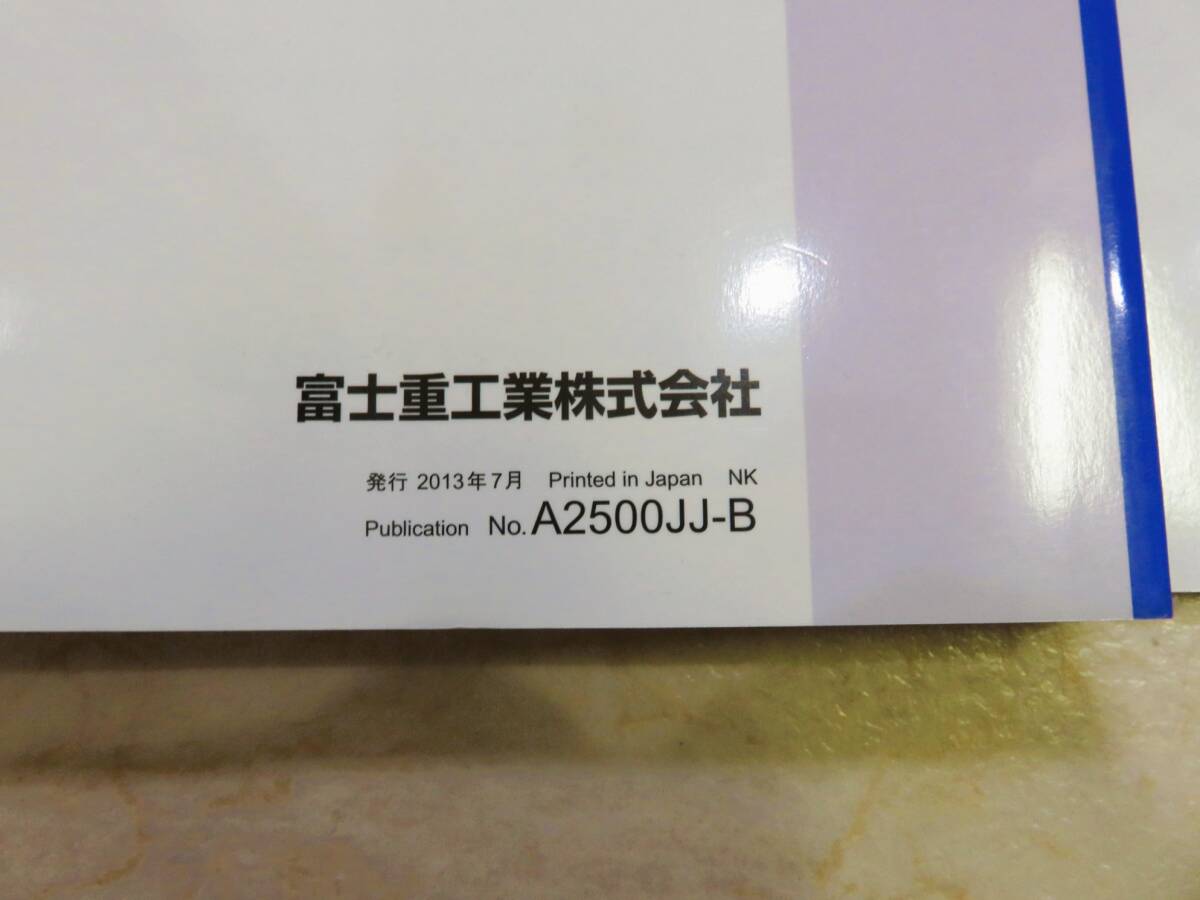 富士重工業株式会社
発行 2013年7月 Printed in Japan NK
Publication No. A2500JJ-B